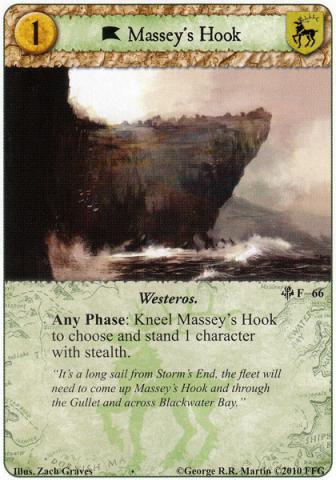 1
Massey's Hook
Westeros.
F 66
Any Phase: Kneel Massey's Hook
to choose and stand 1 character
with stealth.
"It's a long sail from Storm's End, the fleet will
need to come up Massey's Hook and through
the Gullet and across Blackwater Bay."
Illus. Zach Graves
©George R.R. Martin ©2010 FFG